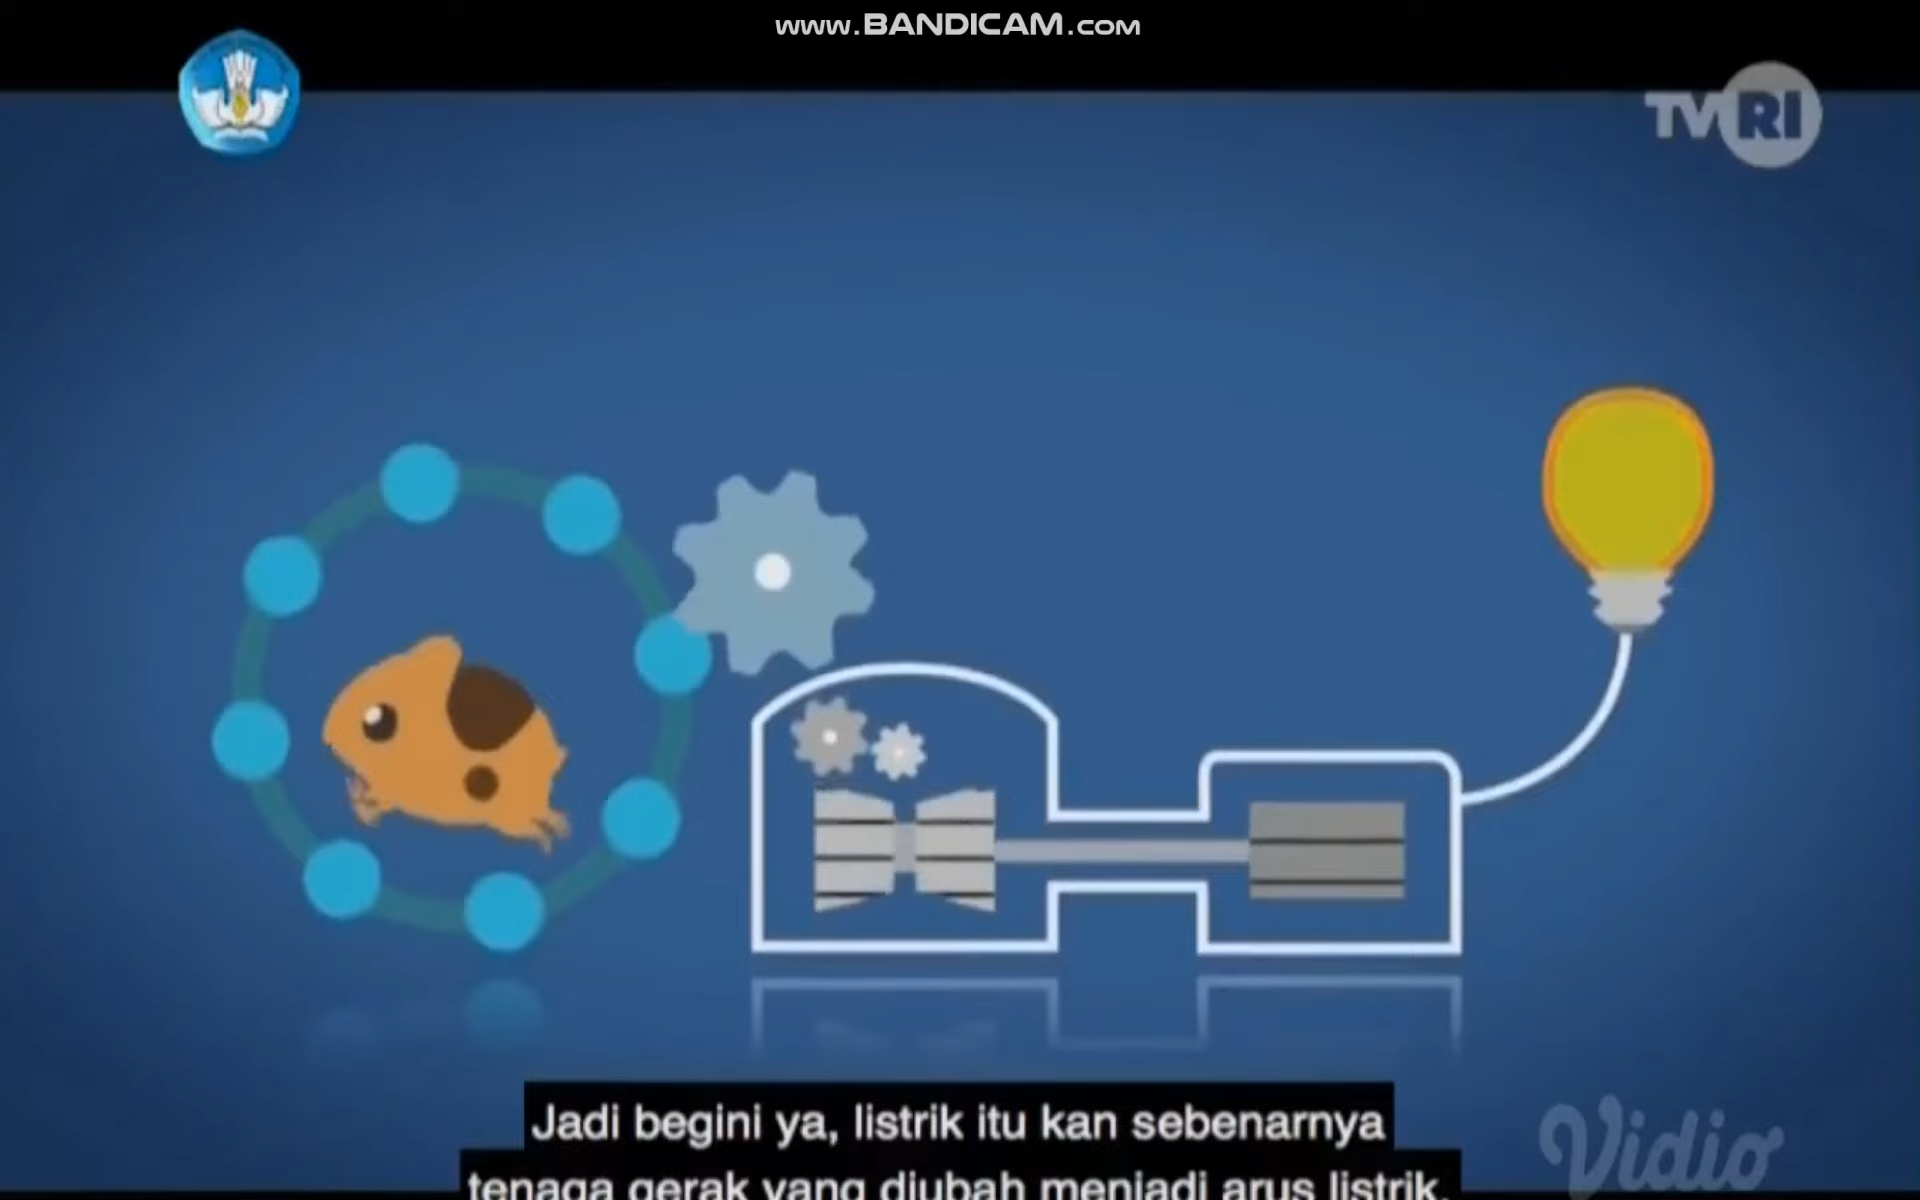 www.BANDICAM.COM
TVRI
Jadi begini ya, listrik itu kan sebenarnya
tenaga gerak yang diubah menjadi arus listrik.
Vidio